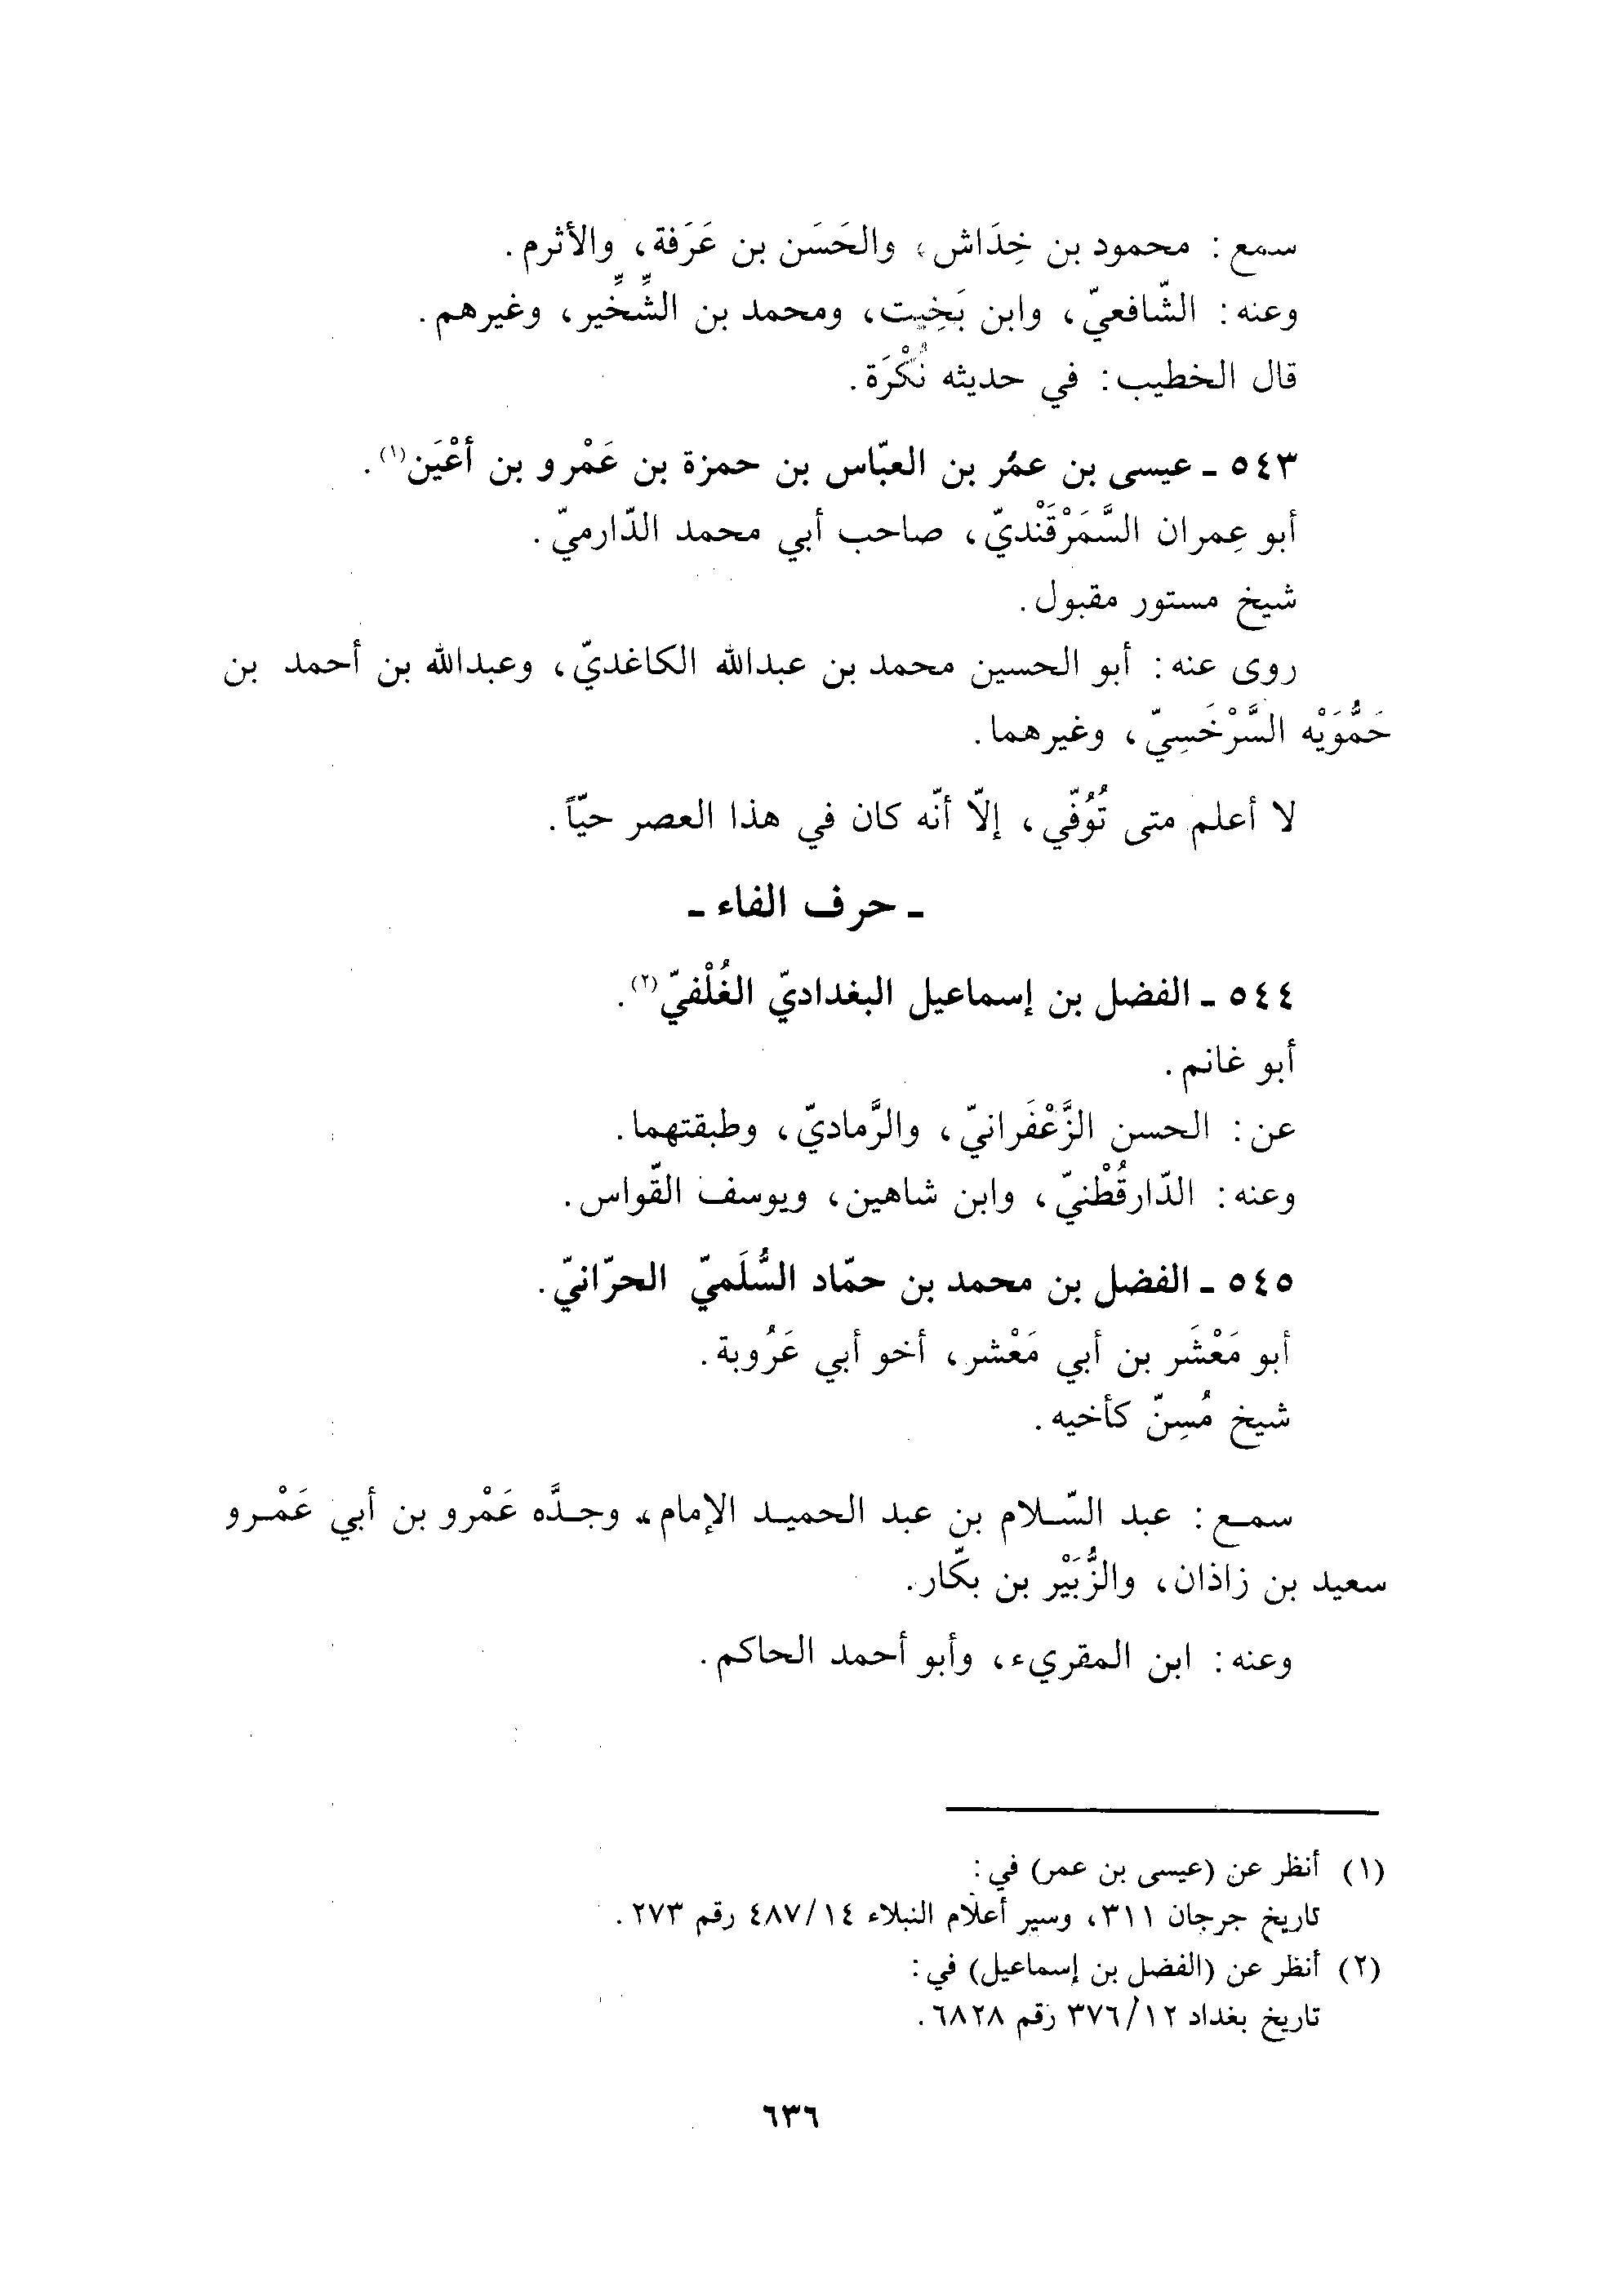 سمع: محمود بن خِدَاش، والحَسَن بن عَرَفة، والأثرم.
وعنه: الشّافعيّ، وابن بَخِيت، ومحمد بن الشِّخِّير، وغيرهم.
قال الخطيب: في حديثه نُكْرَة.
٥٤٣ ـ عيسى بن عمُر بن العبّاس بن حمزة بن عَمْرو بن أعْيَن(١).
أبو عِمران السَّمَرْقَنْديّ، صاحب أبي محمد الدّارميّ.
شيخ مستور مقبول.
روى عنه: أبو الحسين محمد بن عبدالله الكاغديّ، وعبدالله بن أحمد بن
حَمُّوَيْه السَّرْخَسِيّ، وغيرهما.
لا أعلم متى تُوُفّي، إلّا أنّه كان في هذا العصر حيّاً.
ـ حرف الفاء ـ
٥٤٤ ـ الفضل بن إسماعيل البغداديّ الغُلْفيّ(٢).
أبو غانم.
عن: الحسن الزَّعْفَرانيّ، والرَّماديّ، وطبقتهما.
وعنه: الدّارقُطْنيّ، وابن شاهين، ويوسف القّواس.
٥٤٥ ـ الفضل بن محمد بن حمّاد السُّلَميّ الحرّانيّ.
أبو مَعْشَر بن أبي مَعْشر، أخو أبي عَرُوبة.
شيخ مُسِنّ كأخيه.
سمع: عبد السّلام بن عبد الحميد الإمام، وجدَّه عَمْرو بن أبي عَمْرو
سعيد بن زاذان، والزُّبَيْر بن بكّار.
وعنه: ابن المقريء، وأبو أحمد الحاكم.
(١) أنظر عن (عيسى بن عمر) في:
تاريخ جرجان ٣١١، وسير أعلام النبلاء ٤٨٧/١٤ رقم ٢٧٣.
(٢) أنظر عن (الفضل بن إسماعيل) في:
تاريخ بغداد ٣٧٦/١٢ رقم ٦٨٢٨.
٦٣٦